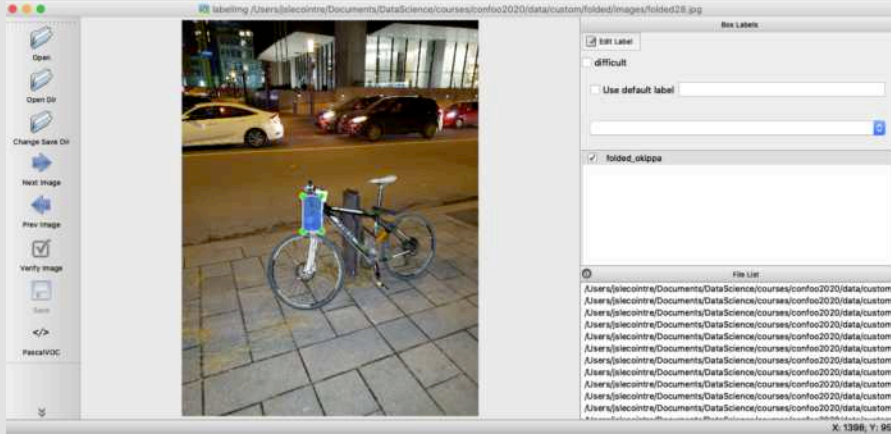 labelImg /Users/jslecointre/Documents/DataScience/courses/confoo2020/data/custom/folded/images/folded28.jpg
Open
Open Dir
Change Save Dir
Next Image
Prev Image
Verify Image
Save
</>
PascalVOC
Box Labels
Edit Label
difficult
Use default label
folded_okippa
File List
/Users/jslecointre/Documents/DataScience/courses/confoo2020/data/custom
/Users/jslecointre/Documents/DataScience/courses/confoo2020/data/custom
/Users/jslecointre/Documents/DataScience/courses/confoo2020/data/custom
/Users/jslecointre/Documents/DataScience/courses/confoo2020/data/custom
/Users/jslecointre/Documents/DataScience/courses/confoo2020/data/custom
/Users/jslecointre/Documents/DataScience/courses/confoo2020/data/custom
/Users/jslecointre/Documents/DataScience/courses/confoo2020/data/custom
/Users/jslecointre/Documents/DataScience/courses/confoo2020/data/custom
/Users/jslecointre/Documents/DataScience/courses/confoo2020/data/custom
/Users/jslecointre/Documents/DataScience/courses/confoo2020/data/custom
/Users/jslecointre/Documents/DataScience/courses/confoo2020/data/custom
X: 1398; Y: 95